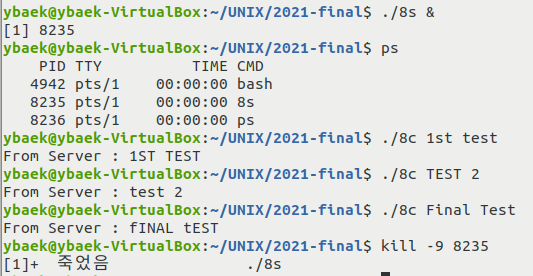 ybaek@ybaek-VirtualBox:~/UNIX/2021-final$ ./8s &
[1] 8235
ybaek@ybaek-VirtualBox:~/UNIX/2021-final$ ps
    PID TTY          TIME CMD
   4942 pts/1    00:00:00 bash
   8235 pts/1    00:00:00 8s
   8236 pts/1    00:00:00 ps
ybaek@ybaek-VirtualBox:~/UNIX/2021-final$ ./8c 1st test
From Server : 1ST TEST
ybaek@ybaek-VirtualBox:~/UNIX/2021-final$ ./8c TEST 2
From Server : test 2
ybaek@ybaek-VirtualBox:~/UNIX/2021-final$ ./8c Final Test
From Server : fINAL tEST
ybaek@ybaek-VirtualBox:~/UNIX/2021-final$ kill -9 8235
[1]+  죽었음               ./8s